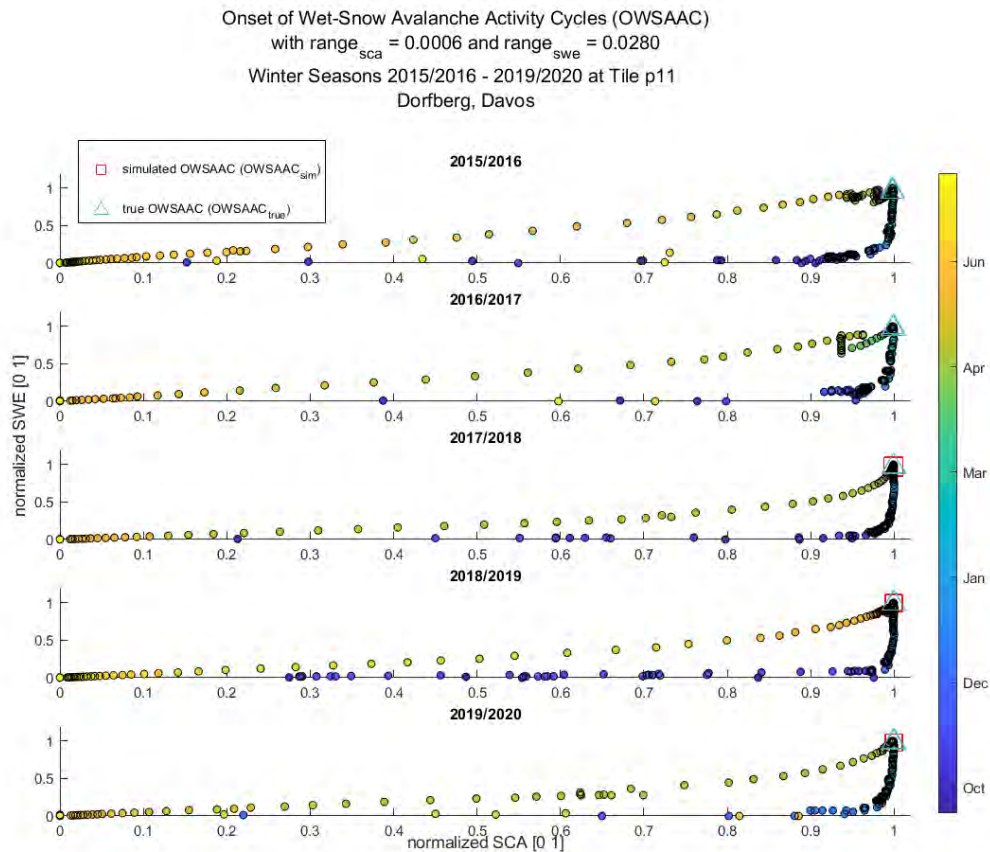 Onset of Wet-Snow Avalanche Activity Cycles (OWSAAC)
with range_sca = 0.0006 and range_swe = 0.0280
Winter Seasons 2015/2016 - 2019/2020 at Tile p11
Dorfberg, Davos
simulated OWSAAC (OWSAAC_sim)
true OWSAAC (OWSAAC_true)
2015/2016
1
0.5
0
0 0.1 0.2 0.3 0.4 0.5 0.6 0.7 0.8 0.9 1
2016/2017
1
0.5
0
0 0.1 0.2 0.3 0.4 0.5 0.6 0.7 0.8 0.9 1
2017/2018
1
0.5
0
0 0.1 0.2 0.3 0.4 0.5 0.6 0.7 0.8 0.9 1
2018/2019
1
0.5
0
0 0.1 0.2 0.3 0.4 0.5 0.6 0.7 0.8 0.9 1
2019/2020
1
0.5
0
0 0.1 0.2 0.3 0.4 0.5 0.6 0.7 0.8 0.9 1
normalized SCA [0 1]
normalized SWE [0 1]
Jun
Apr
Mar
Jan
Dec
Oct